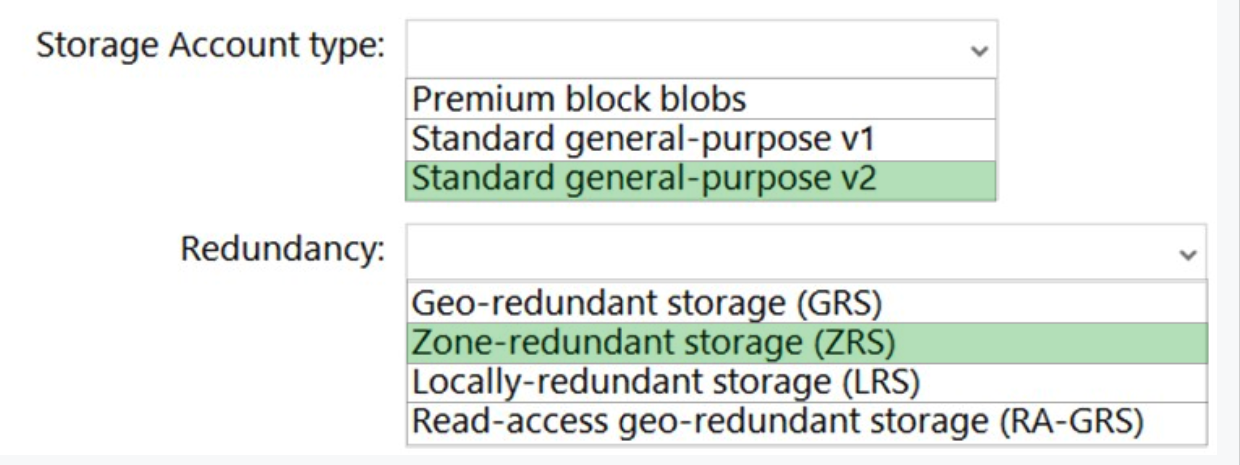 Storage Account type:
Premium block blobs
Standard general-purpose v1
Standard general-purpose v2
Redundancy:
Geo-redundant storage (GRS)
Zone-redundant storage (ZRS)
Locally-redundant storage (LRS)
Read-access geo-redundant storage (RA-GRS)